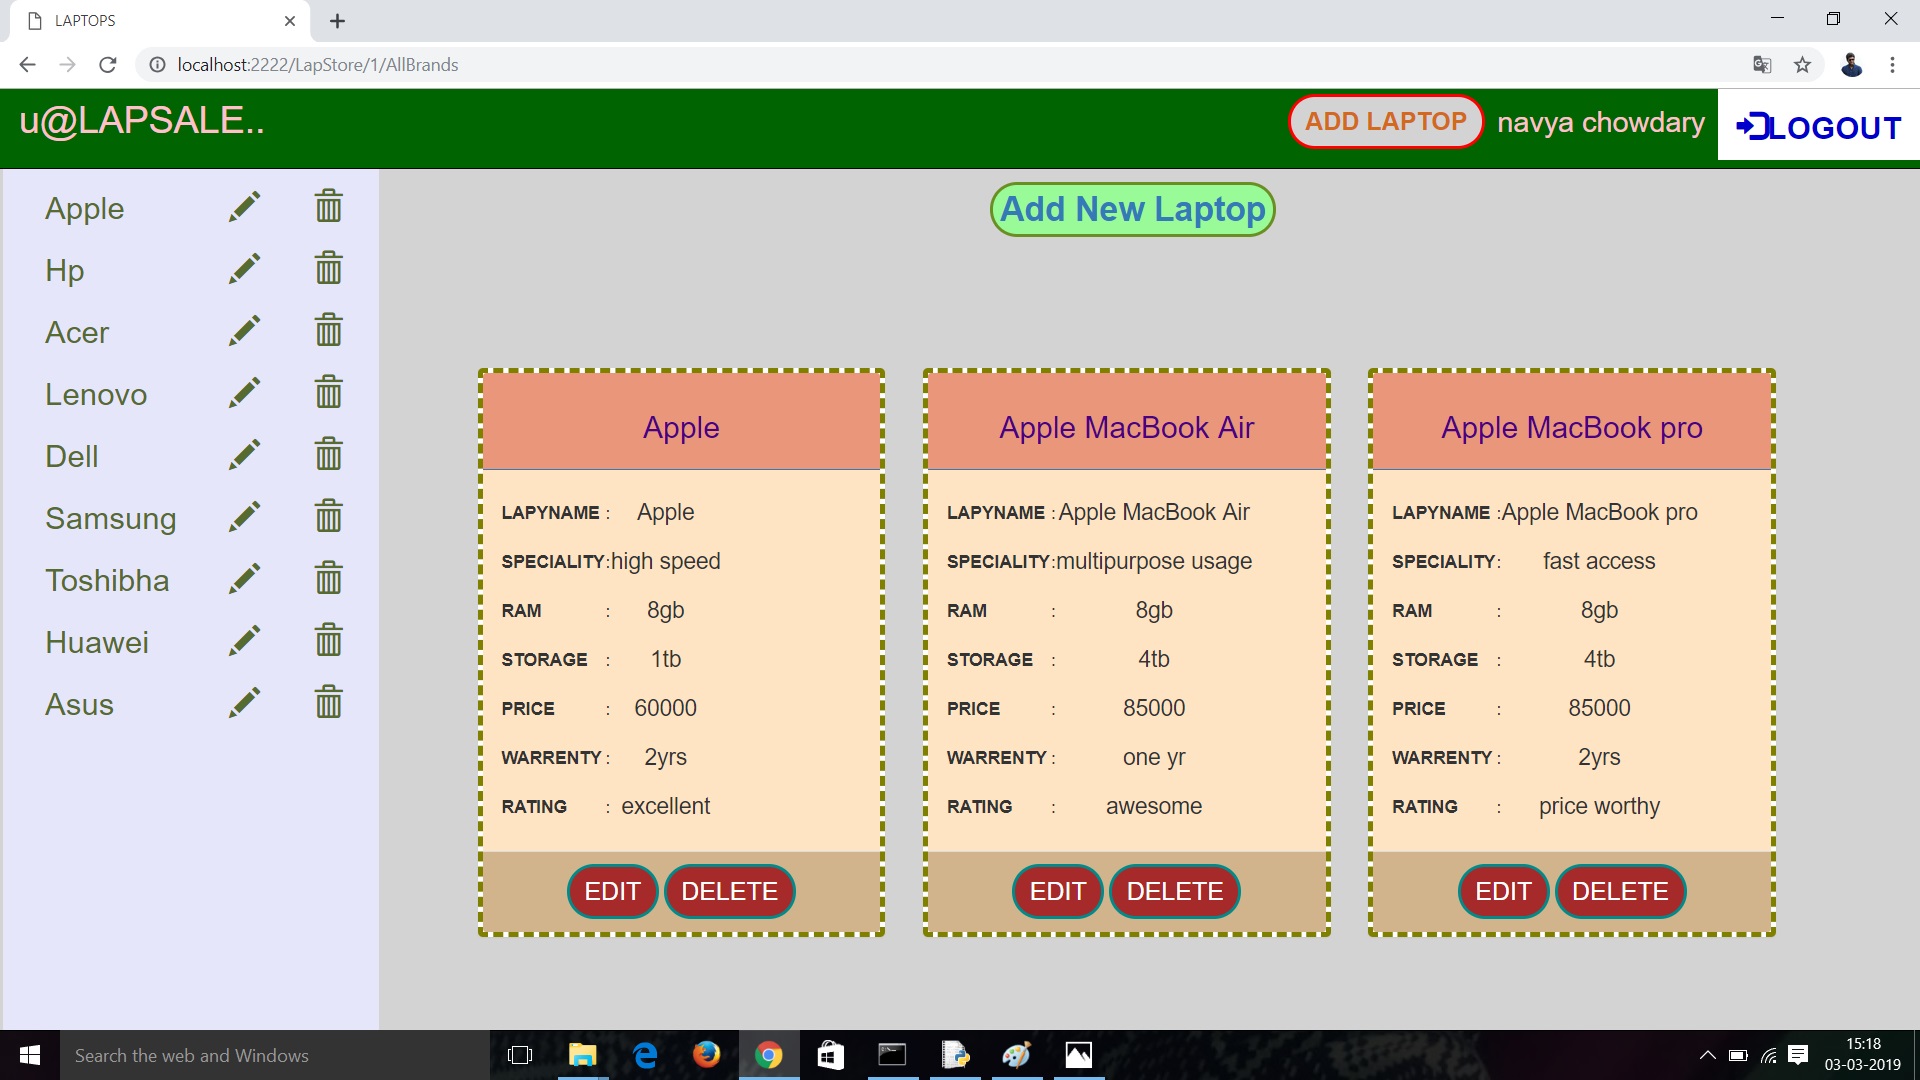 LAPTOPS
localhost:2222/LapStore/1/AllBrands
u@LAPSALE..
ADD LAPTOP navya chowdary LOGOUT
Add New Laptop
Apple
Hp
Acer
Lenovo
Dell
Samsung
Toshibha
Huawei
Asus
Apple
LAPYNAME : Apple
SPECIALITY:high speed
RAM : 8gb
STORAGE : 1tb
PRICE : 60000
WARRENTY : 2yrs
RATING : excellent
EDIT DELETE
Apple MacBook Air
LAPYNAME :Apple MacBook Air
SPECIALITY:multipurpose usage
RAM : 8gb
STORAGE : 4tb
PRICE : 85000
WARRENTY : one yr
RATING : awesome
EDIT DELETE
Apple MacBook pro
LAPYNAME :Apple MacBook pro
SPECIALITY: fast access
RAM : 8gb
STORAGE : 4tb
PRICE : 85000
WARRENTY : 2yrs
RATING : price worthy
EDIT DELETE
Search the web and Windows
15:18
03-03-2019